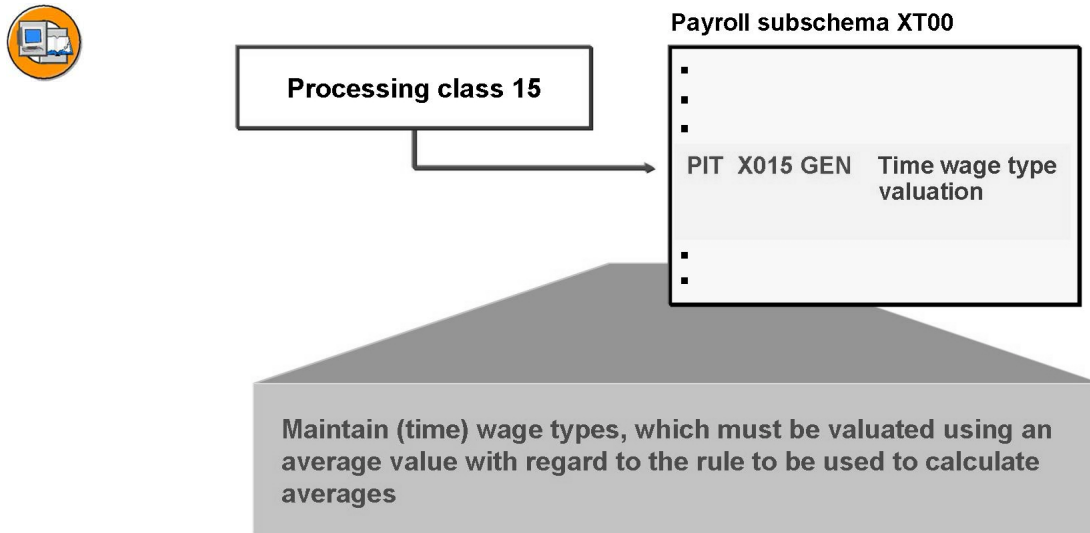 Payroll subschema XT00
Processing class 15
PIT X015 GEN Time wage type
valuation
Maintain (time) wage types, which must be valuated using an
average value with regard to the rule to be used to calculate
averages